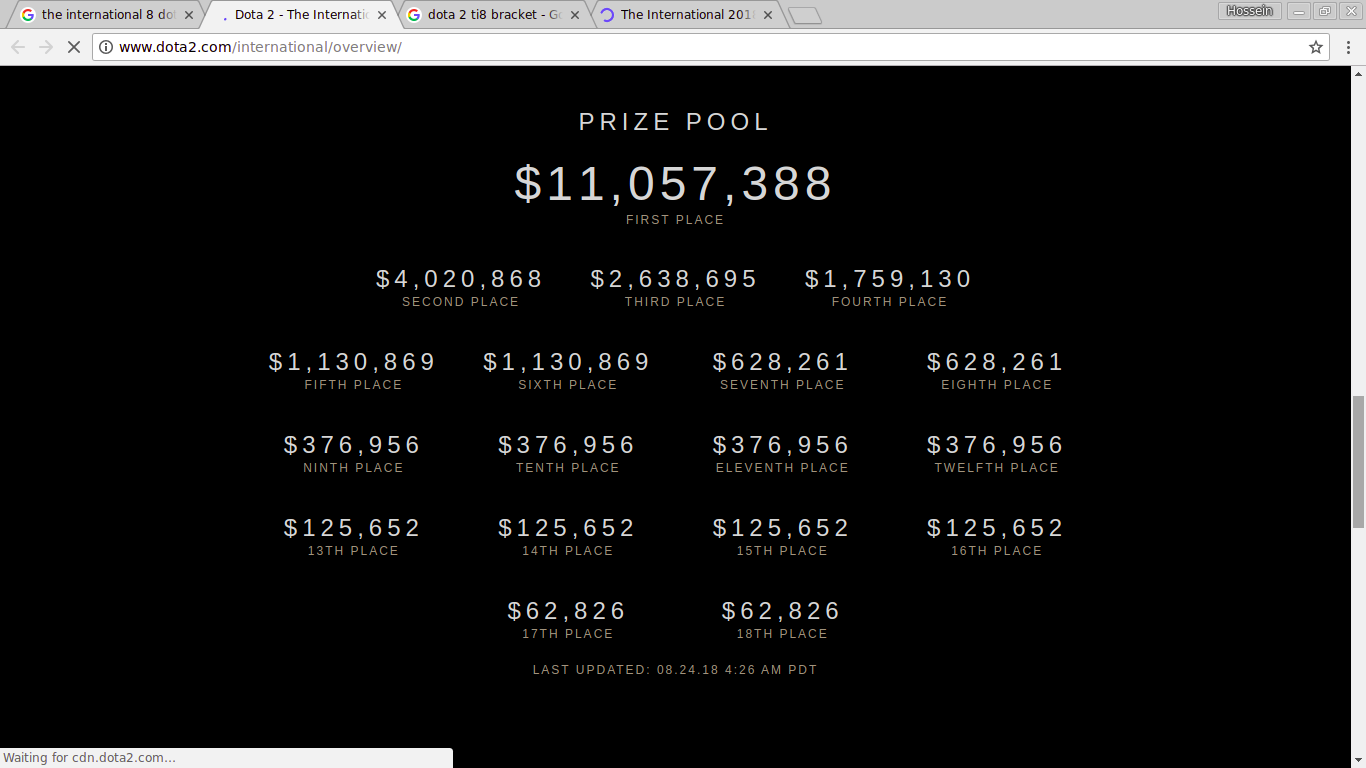 the international 8 dot
Dota 2 - The Internatio
dota 2 ti8 bracket - Go
The International 201
Hossein
www.dota2.com/international/overview/
PRIZE POOL
$11,057,388
FIRST PLACE
$4,020,868 $2,638,695 $1,759,130
SECOND PLACE THIRD PLACE FOURTH PLACE
$1,130,869 $1,130,869 $628,261 $628,261
FIFTH PLACE SIXTH PLACE SEVENTH PLACE EIGHTH PLACE
$376,956 $376,956 $376,956 $376,956
NINTH PLACE TENTH PLACE ELEVENTH PLACE TWELFTH PLACE
$125,652 $125,652 $125,652 $125,652
13TH PLACE 14TH PLACE 15TH PLACE 16TH PLACE
$62,826 $62,826
17TH PLACE 18TH PLACE
LAST UPDATED: 08.24.18 4:26 AM PDT
Waiting for cdn.dota2.com...